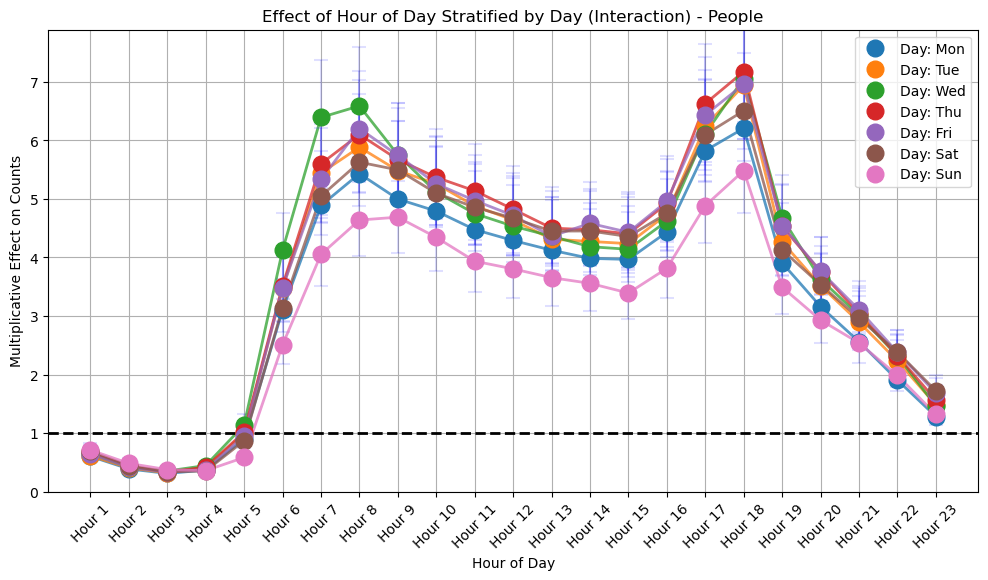 Effect of Hour of Day Stratified by Day (Interaction) - People
Multiplicative Effect on Counts
7
6
5
4
3
2
1
0
Day: Mon
Day: Tue
Day: Wed
Day: Thu
Day: Fri
Day: Sat
Day: Sun
Hour 1
Hour 2
Hour 3
Hour 4
Hour 5
Hour 6
Hour 7
Hour 8
Hour 9
Hour 10
Hour 11
Hour 12
Hour 13
Hour 14
Hour 15
Hour 16
Hour 17
Hour 18
Hour 19
Hour 20
Hour 21
Hour 22
Hour 23
Hour of Day